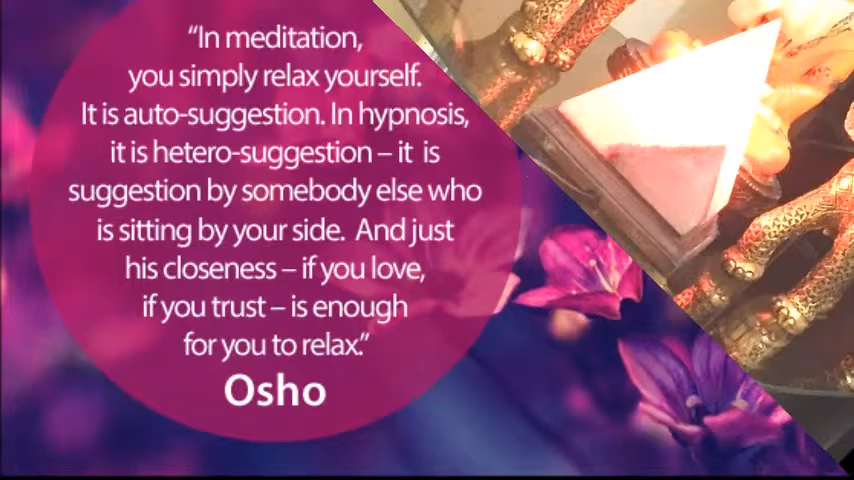 “In meditation,
you simply relax yourself.
It is auto-suggestion. In hypnosis,
it is hetero-suggestion – it is
suggestion by somebody else who
is sitting by your side. And just
his closeness – if you love,
if you trust – is enough
for you to relax.”
Osho